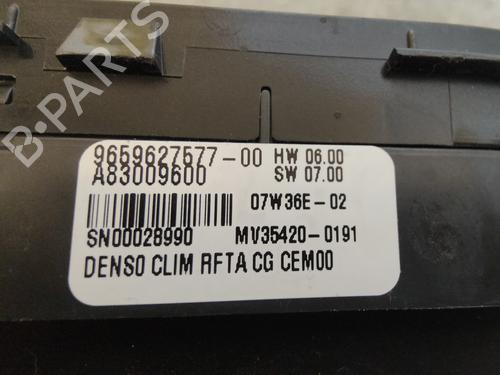 9659627577-00 HW 06.00
A83009600 SW 07.00
07W36E-02
SN00028990 MV35420-0191
DENSO CLIM RFTA CG CEM00
B-PARTS